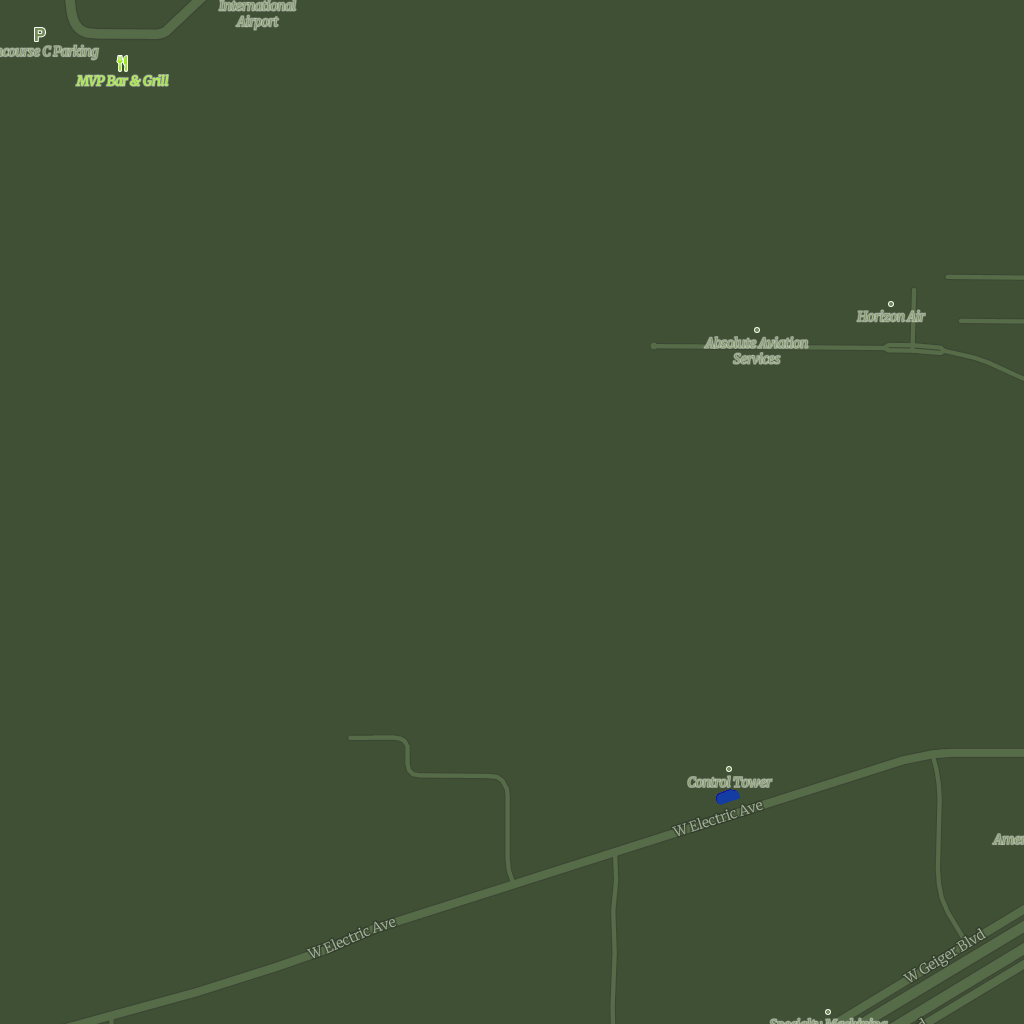 International
Airport
P
course C Parking
MVP Bar & Grill
Horizon Air
Absolute Aviation
Services
Control Tower
W Electric Ave
W Electric Ave
W Geiger Blvd